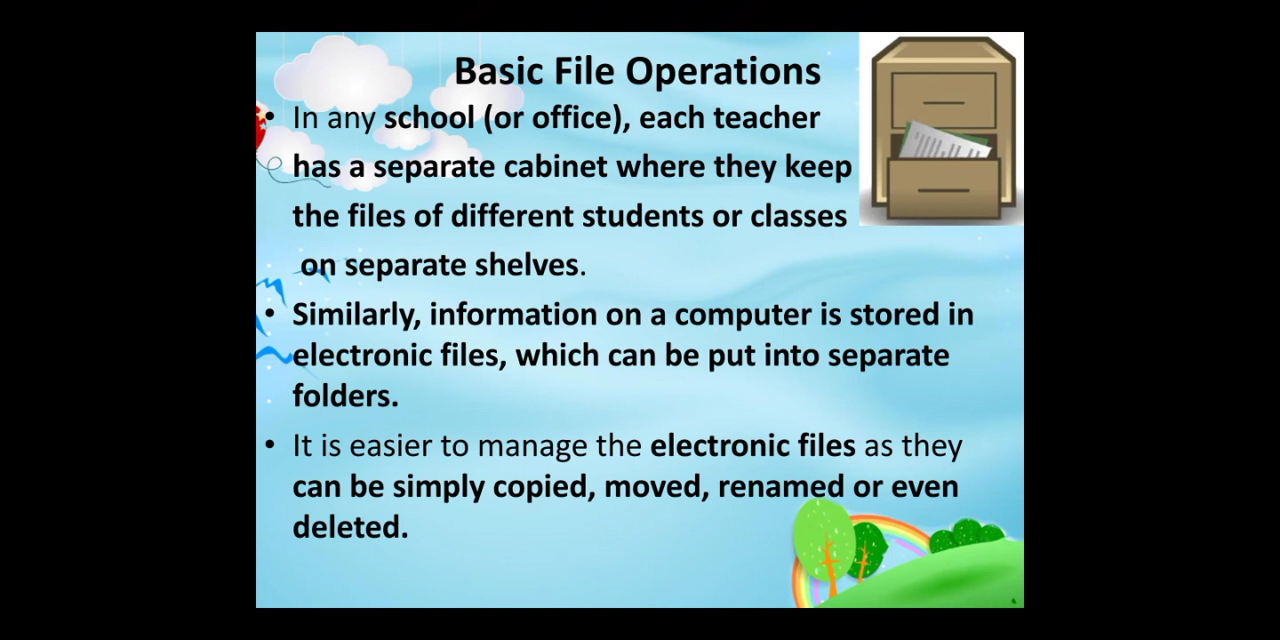 Basic File Operations
• In any school (or office), each teacher
has a separate cabinet where they keep
the files of different students or classes
on separate shelves.
• Similarly, information on a computer is stored in
electronic files, which can be put into separate
folders.
• It is easier to manage the electronic files as they
can be simply copied, moved, renamed or even
deleted.